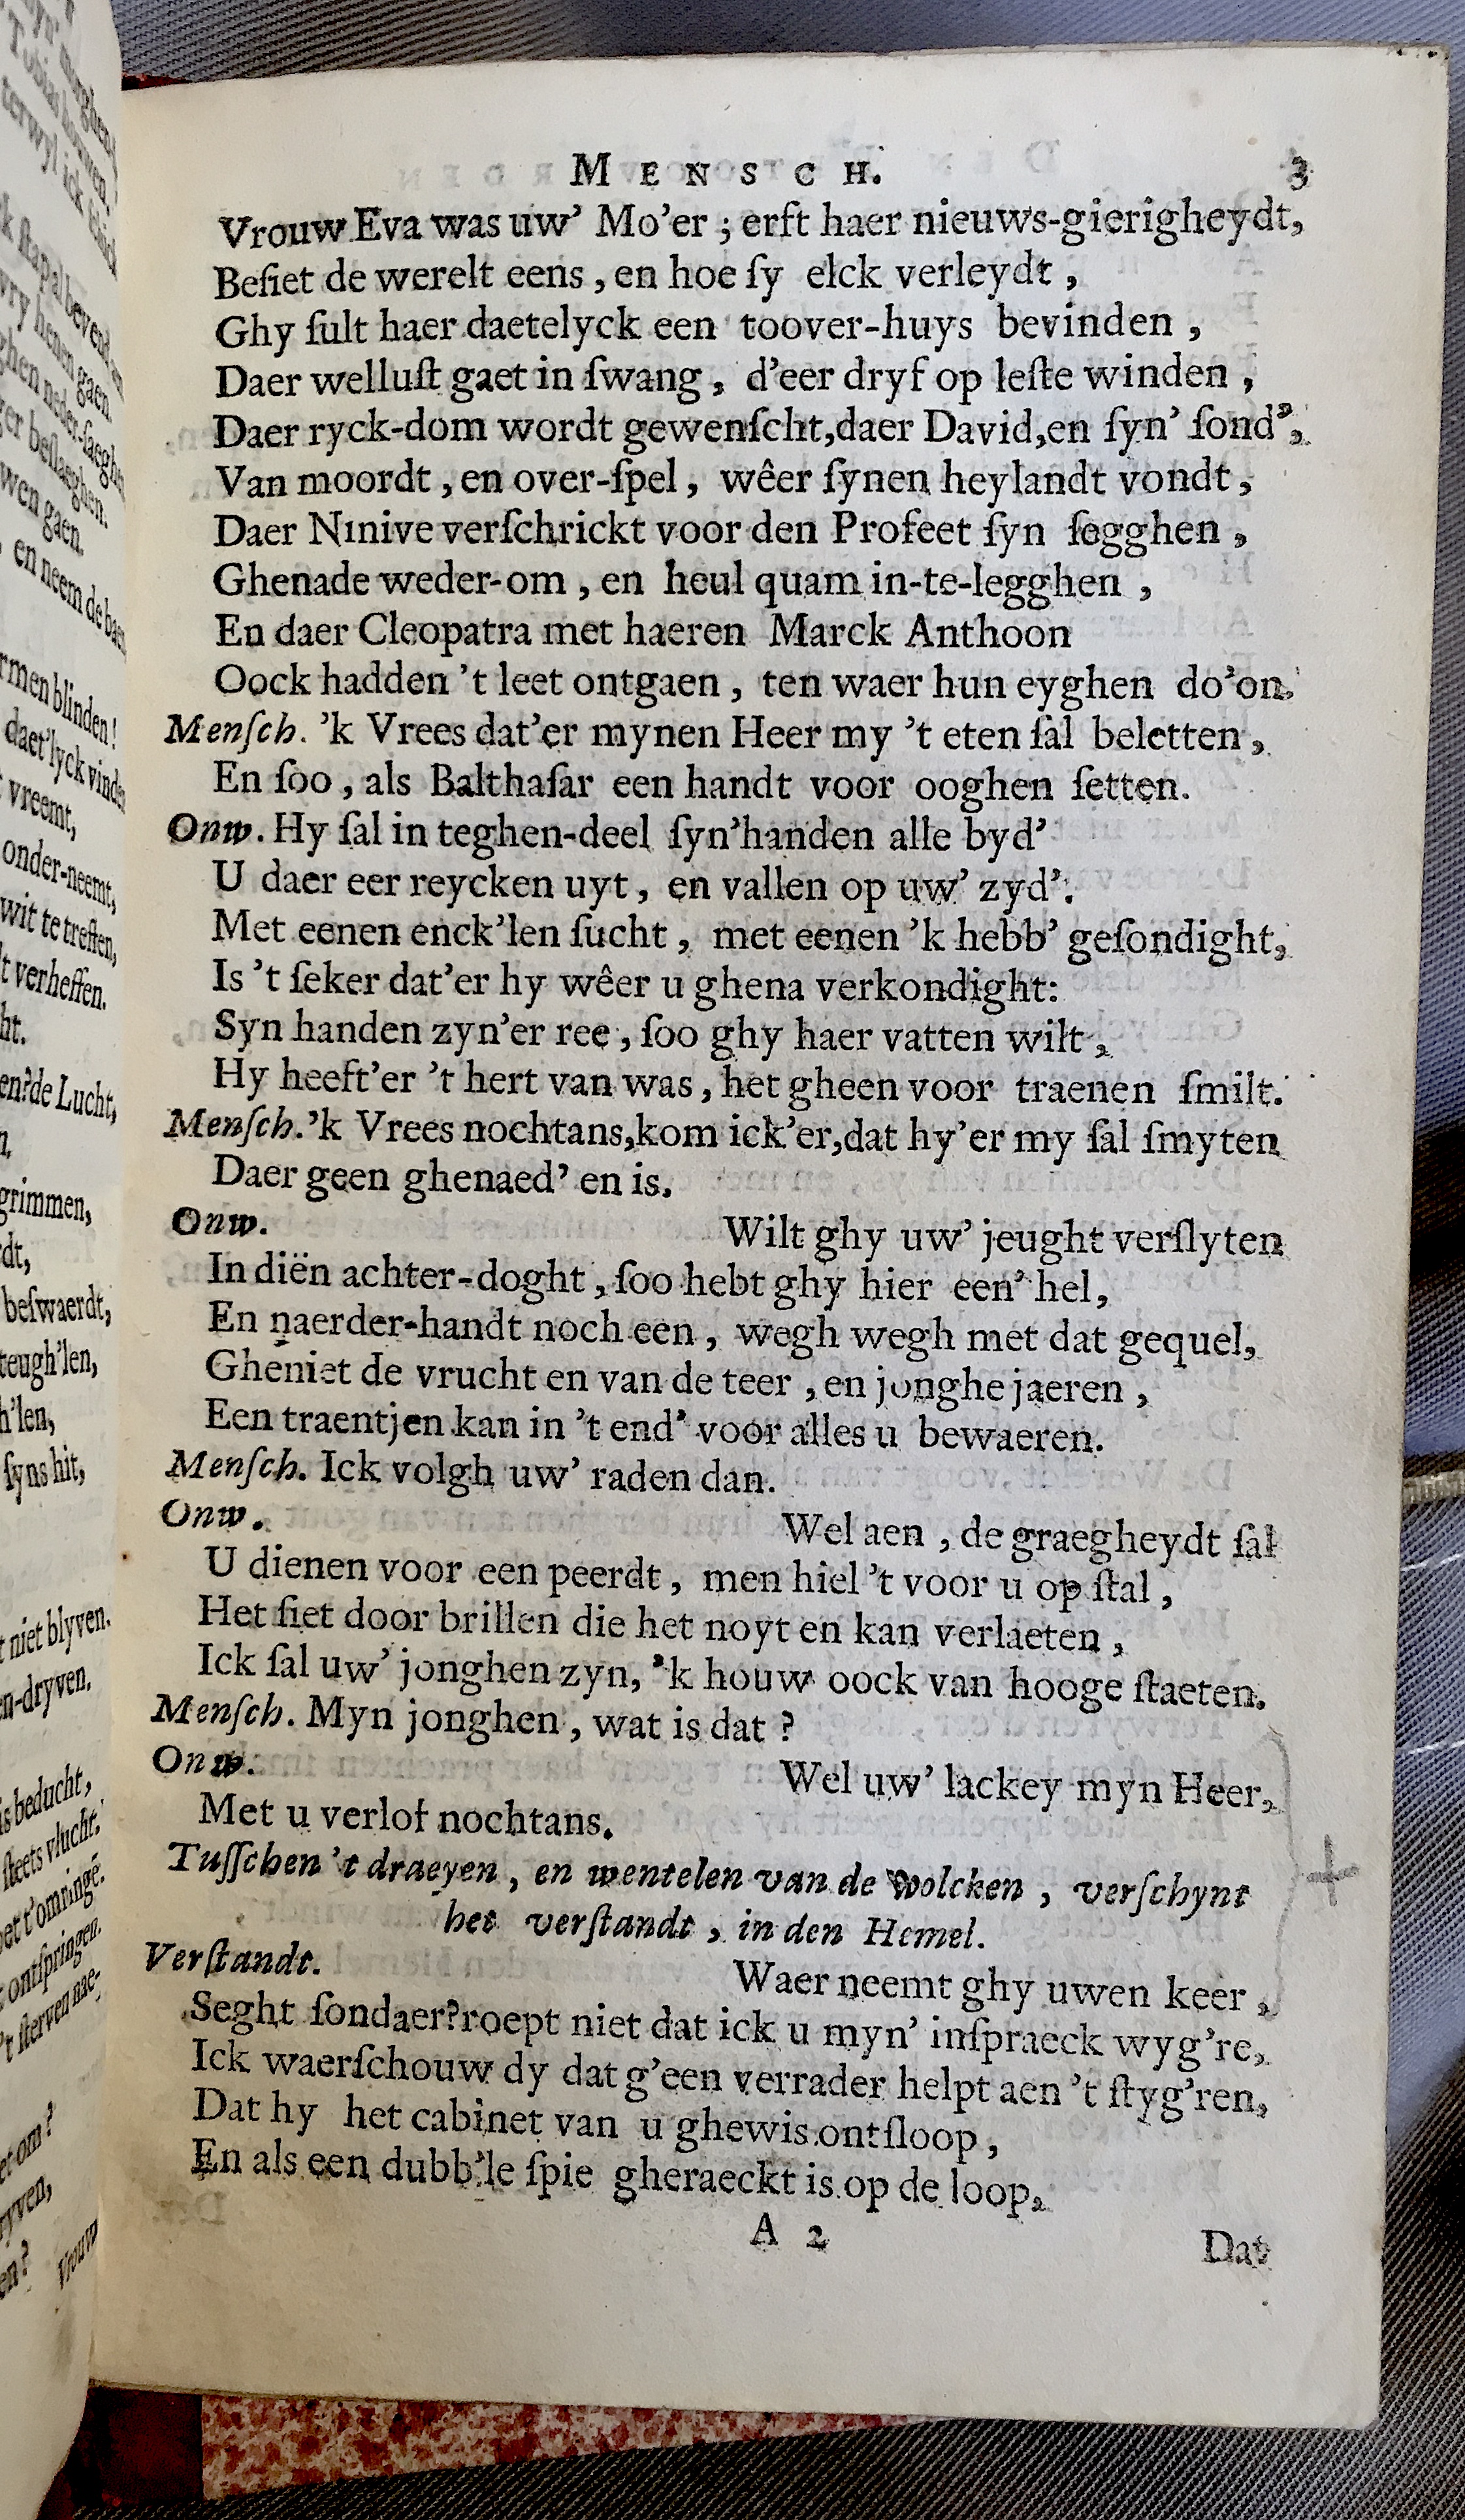 MENSCH. 3
Vrouw Eva was uw' Mo'er ; erft haer nieuws-gierigheydt,
Beſiet de werelt eens , en hoe ſy elck verleydt ,
Ghy ſult haer daetelyck een toover-huys bevinden ,
Daer welluſt gaet in ſwang , d'eer dryf op leſte winden ,
Daer ryck-dom wordt gewenſcht,daer David,en ſyn' ſond',
Van moordt , en over-ſpel , wêer ſynen heylandt vondt ,
Daer Ninive verſchrickt voor den Profeet ſyn ſegghen ,
Ghenade weder-om , en heul quam in-te-legghen ,
En daer Cleopatra met haeren Marck Anthoon
Oock hadden 't leet ontgaen , ten waer hun eyghen do'on.
Menſch. 'k Vrees dat'er mynen Heer my 't eten ſal beletten ,
En ſoo , als Balthaſar een handt voor ooghen ſetten.
Onw. Hy ſal in teghen-deel ſyn'handen alle byd'
U daer eer reycken uyt , en vallen op uw' zyd'.
Met eenen enck'len ſucht , met eenen 'k hebb' geſondight,
Is 't ſeker dat'er hy wêer u ghena verkondight:
Syn handen zyn'er ree , ſoo ghy haer vatten wilt ,
Hy heeft'er 't hert van was , het gheen voor traenen ſmilt.
Menſch.'k Vrees nochtans,kom ick'er,dat hy'er my ſal ſmyten
Daer geen ghenaed' en is.
Onw. Wilt ghy uw' jeught verſlyten
In diën achter-doght , ſoo hebt ghy hier een' hel,
En naerder-handt noch een , wegh wegh met dat gequel,
Gheniet de vrucht en van de teer , en jonghe jaeren ,
Een traentjen kan in 't end' voor alles u bewaeren.
Menſch. Ick volgh uw' raden dan.
Onw. Wel aen , de graegheydt ſal
U dienen voor een peerdt , men hiel 't voor u op ſtal ,
Het ſiet door brillen die het noyt en kan verlaeten ,
Ick ſal uw' jonghen zyn, 'k houw oock van hooge ſtaeten.
Menſch. Myn jonghen , wat is dat ?
Onw. Wel uw' lackey myn Heer,
Met u verlof nochtans.
Tuſſchen 't draeyen , en wentelen van de Wolcken , verſchynt
het verſtandt , in den Hemel.
Verſtandt. Waer neemt ghy uwen keer ,
Seght ſondaer?roept niet dat ick u myn' inſpraeck wyg're,
Ick waerſchouw dy dat g'een verrader helpt aen 't ſtyg'ren,
Dat hy het cabinet van u ghewis ontſloop ,
En als een dubb'le ſpie gheraeckt is op de loop,
A 2 Dat